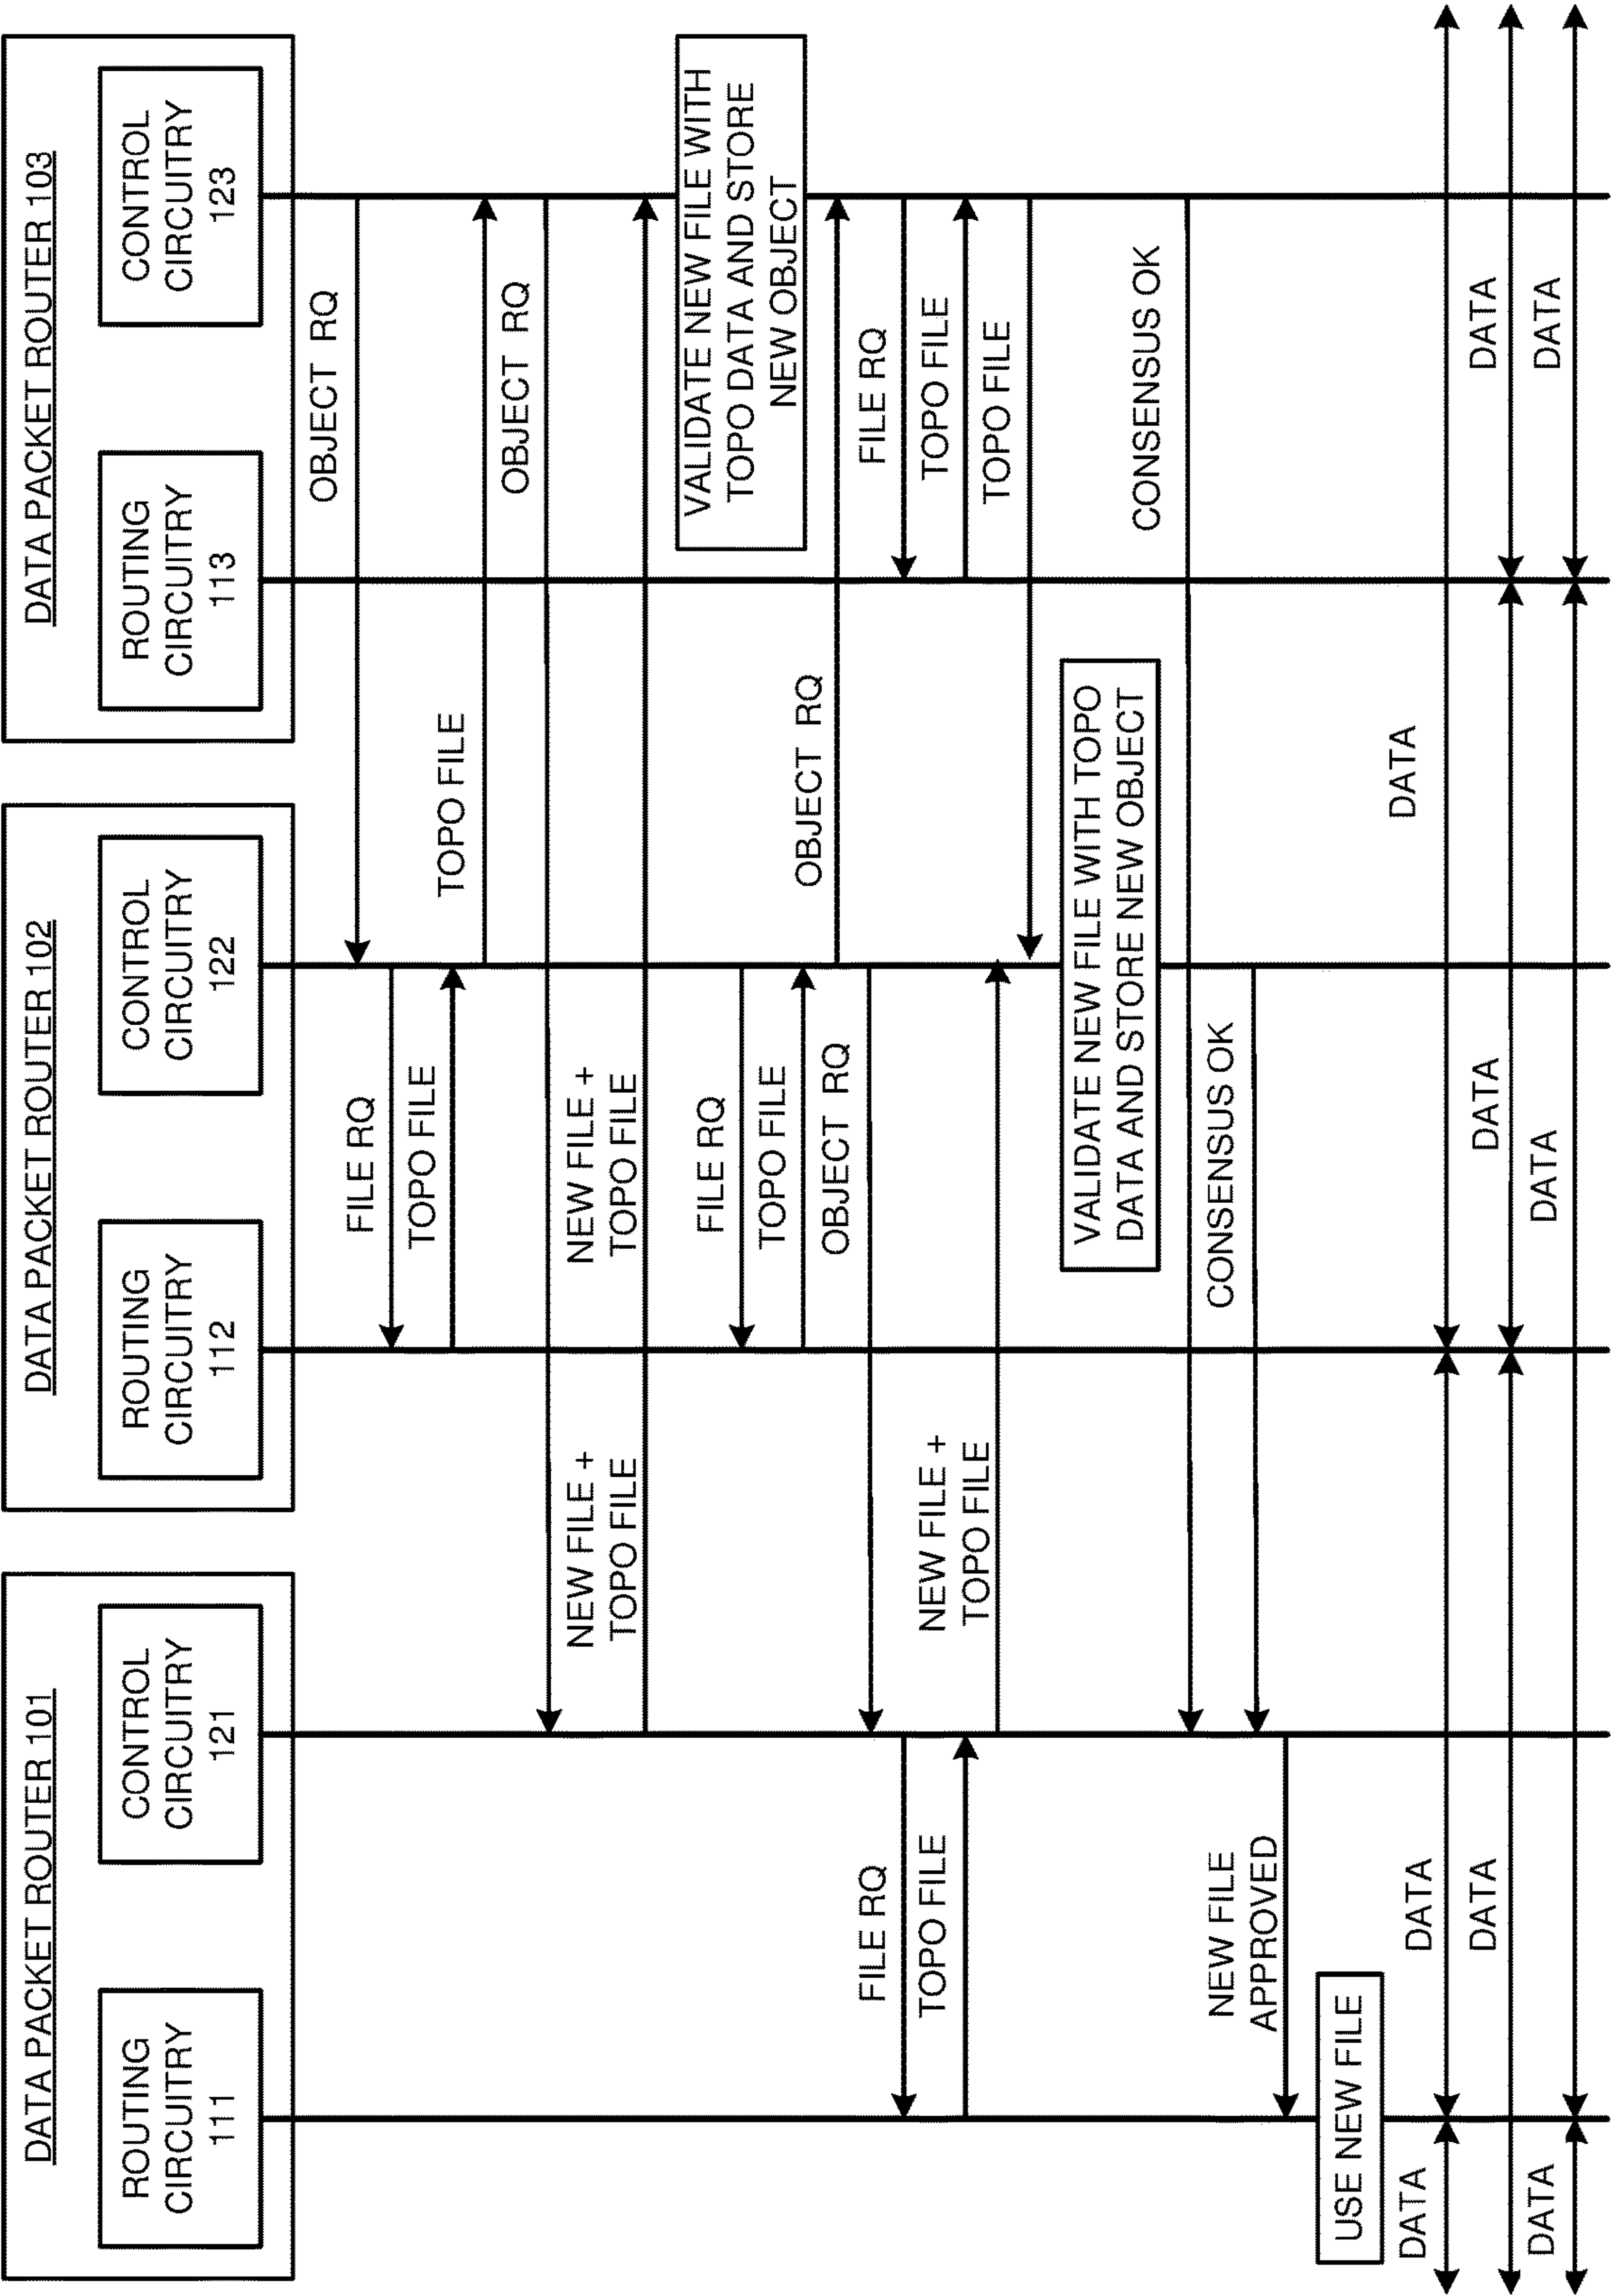 DATA PACKET ROUTER 101
ROUTING
CIRCUITRY
111
CONTROL
CIRCUITRY
121
DATA PACKET ROUTER 102
ROUTING
CIRCUITRY
112
CONTROL
CIRCUITRY
122
DATA PACKET ROUTER 103
ROUTING
CIRCUITRY
113
CONTROL
CIRCUITRY
123
OBJECT RQ
FILE RQ
TOPO FILE
TOPO FILE
OBJECT RQ
NEW FILE +
TOPO FILE
NEW FILE +
TOPO FILE
VALIDATE NEW FILE WITH
TOPO DATA AND STORE
NEW OBJECT
FILE RQ
TOPO FILE
OBJECT RQ
OBJECT RQ
FILE RQ
TOPO FILE
FILE RQ
TOPO FILE
NEW FILE +
TOPO FILE
TOPO FILE
VALIDATE NEW FILE WITH TOPO
DATA AND STORE NEW OBJECT
CONSENSUS OK
CONSENSUS OK
NEW FILE
APPROVED
USE NEW FILE
DATA
DATA
DATA
DATA
DATA
DATA
DATA
DATA
DATA